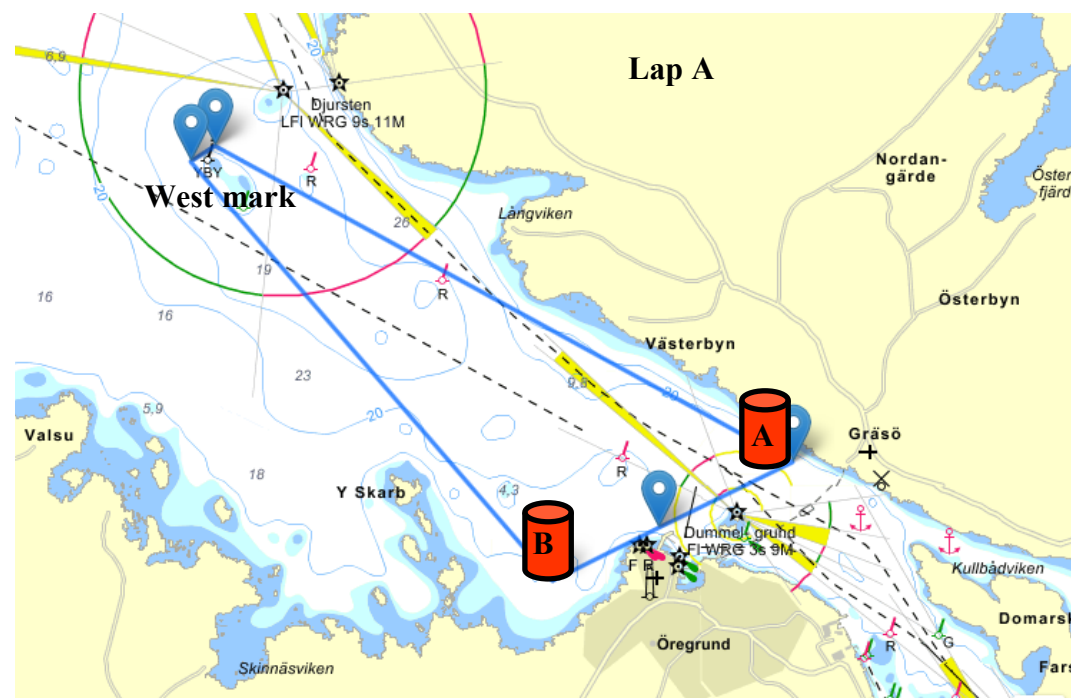 Lap A
6,9
20
Djursten
LFl WRG 9s 11M
YBY
R
West mark
20
Nordan-
gärde
Öster
fjärd
Långviken
26
19
R
16
16
Österbyn
Västerbyn
23
9,8
20
5,9
20
A
Gräsö
Valsu
18
R
Y Skarb
4,3
B
Dummelgrund
Fl WRG 3s 9M
F R
Kullbådviken
Domarsk
R
G
Öregrund
Skinnäsviken
Fars